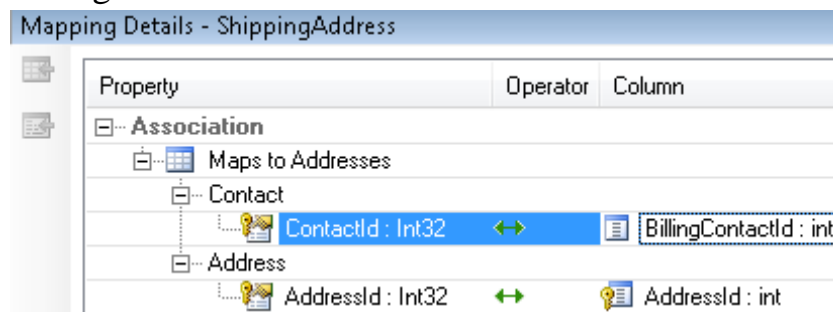 Mapping Details - ShippingAddress
Property Operator Column
Association
Maps to Addresses
Contact
ContactId : Int32 BillingContactId : int
Address
AddressId : Int32 AddressId : int